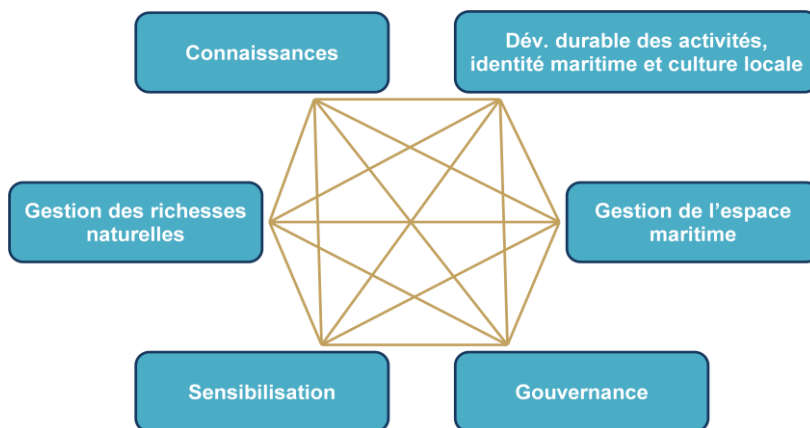 Connaissances
Dév. durable des activités,
identité maritime et culture locale
Gestion des richesses
naturelles
Gestion de l’espace
maritime
Sensibilisation
Gouvernance